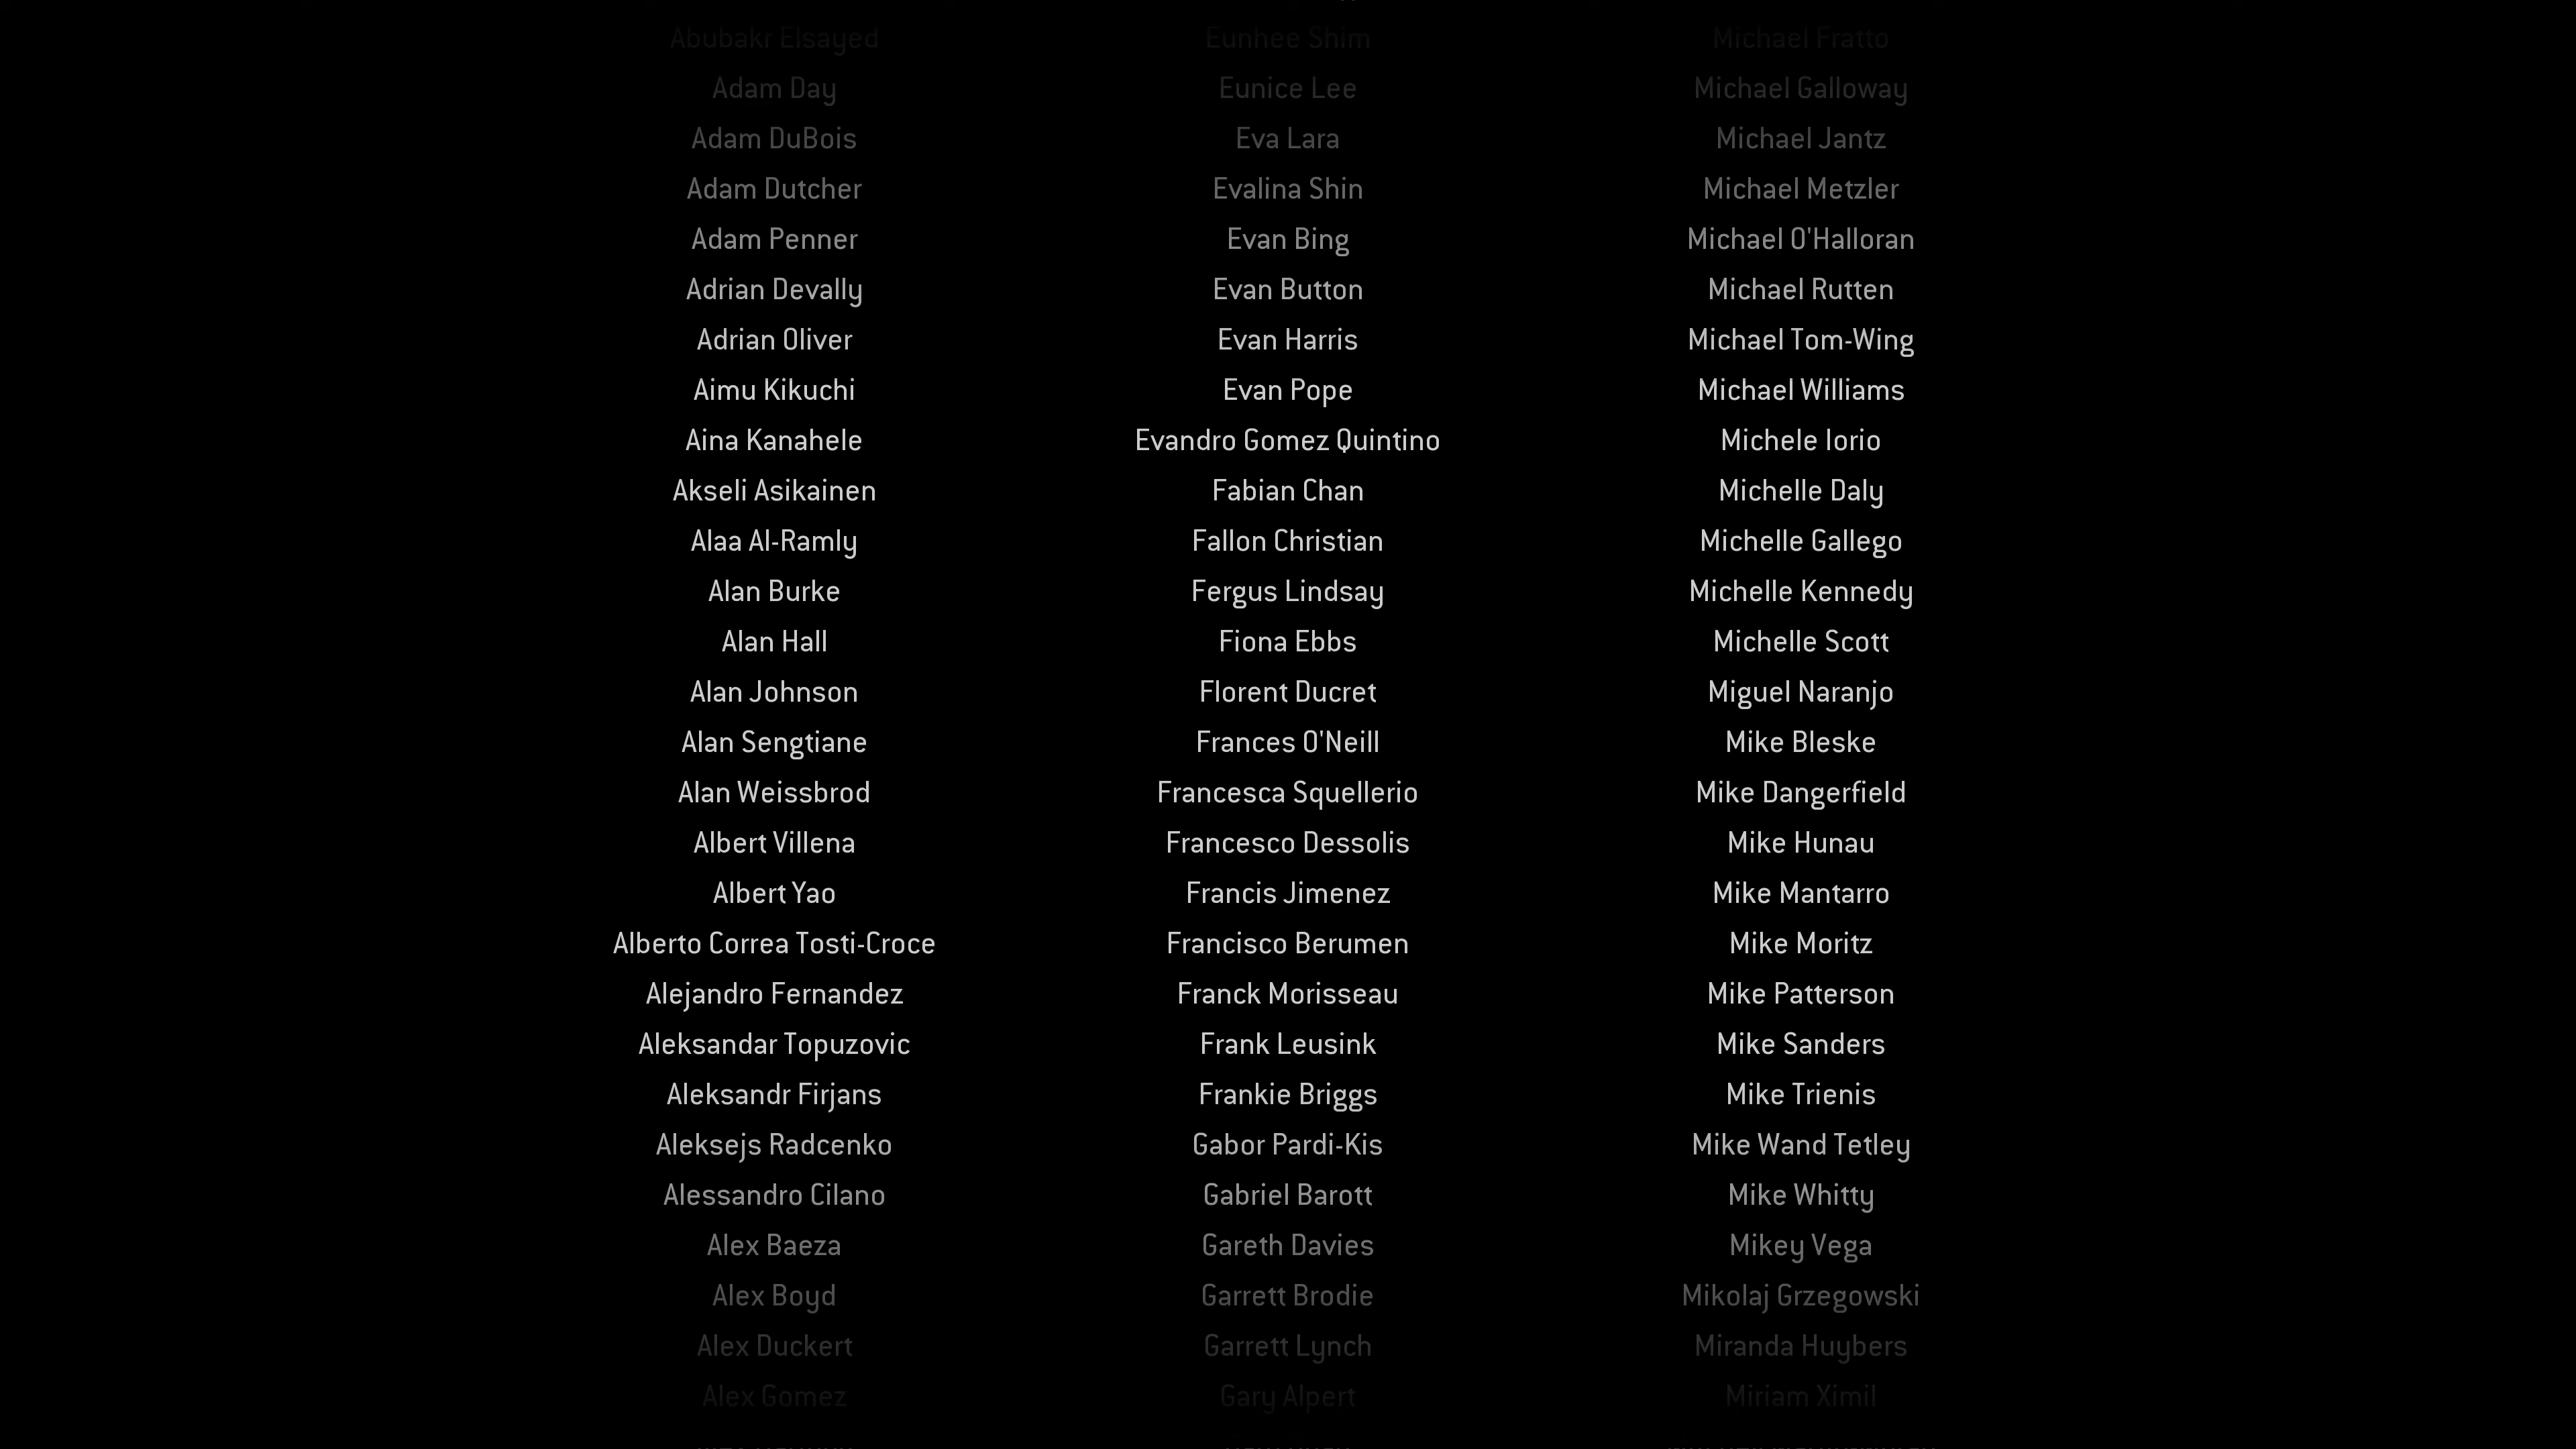 Abubakr Elsayed
Adam Day
Adam DuBois
Adam Dutcher
Adam Penner
Adrian Devally
Adrian Oliver
Aimu Kikuchi
Aina Kanahele
Akseli Asikainen
Alaa Al-Ramly
Alan Burke
Alan Hall
Alan Johnson
Alan Sengtiane
Alan Weissbrod
Albert Villena
Albert Yao
Alberto Correa Tosti-Croce
Alejandro Fernandez
Aleksandar Topuzovic
Aleksandr Firjans
Aleksejs Radcenko
Alessandro Cilano
Alex Baeza
Alex Boyd
Alex Duckert
Alex Gomez
Eunhee Shim
Eunice Lee
Eva Lara
Evalina Shin
Evan Bing
Evan Button
Evan Harris
Evan Pope
Evandro Gomez Quintino
Fabian Chan
Fallon Christian
Fergus Lindsay
Fiona Ebbs
Florent Ducret
Frances O'Neill
Francesca Squellerio
Francesco Dessolis
Francis Jimenez
Francisco Berumen
Franck Morisseau
Frank Leusink
Frankie Briggs
Gabor Pardi-Kis
Gabriel Barott
Gareth Davies
Garrett Brodie
Garrett Lynch
Gary Alpert
Michael Fratto
Michael Galloway
Michael Jantz
Michael Metzler
Michael O'Halloran
Michael Rutten
Michael Tom-Wing
Michael Williams
Michele Iorio
Michelle Daly
Michelle Gallego
Michelle Kennedy
Michelle Scott
Miguel Naranjo
Mike Bleske
Mike Dangerfield
Mike Hunau
Mike Mantarro
Mike Moritz
Mike Patterson
Mike Sanders
Mike Trienis
Mike Wand Tetley
Mike Whitty
Mikey Vega
Mikolaj Grzegowski
Miranda Huybers
Miriam Ximil